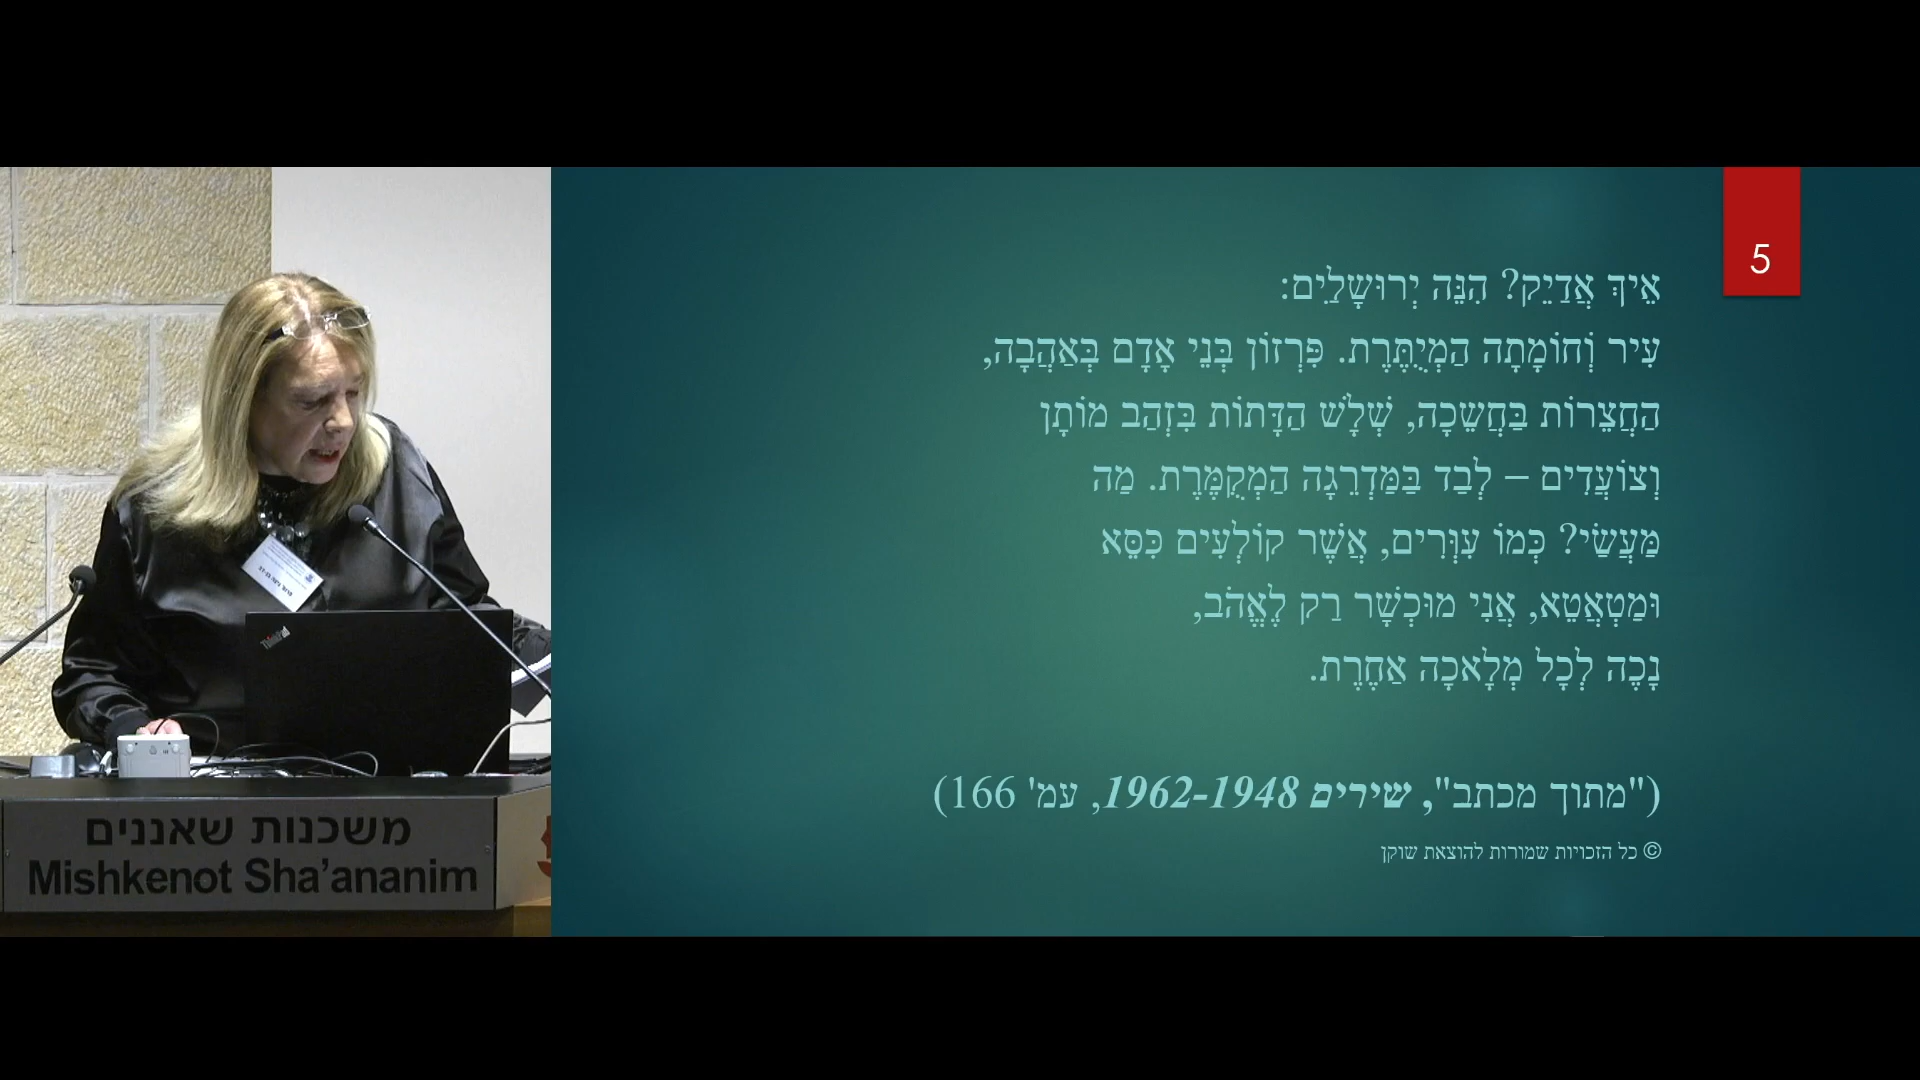 5
אֵיךְ אֲדַיֵּק? הִנֵּה יְרוּשָׁלַיִם:
עִיר וְחוֹמָתָהּ הַמְיֻתֶּרֶת. פִּרְזוֹן בְּנֵי אָדָם בְּאַהֲבָה,
הַחֲצֵרוֹת בַּחֲשֵׁכָה, שְׁלֹשׁ הַדָּתוֹת בִּזְהַב מוֹתָן
וְצוֹעֲדִים – לְבַד בַּמַּדְרֵגָה הַמְקֻמֶּרֶת. מַה
מַּעֲשַׂי? כְּמוֹ עִוְּרִים, אֲשֶׁר קוֹלְעִים כִּסֵּא
וּמַטְאֲטֵא, אֲנִי מוּכְשָׁר רַק לֶאֱהֹב,
נָכֶה לְכָל מְלָאכָה אַחֶרֶת.
("מתוך מכתב", שירים 1962-1948, עמ' 166)
© כל הזכויות שמורות להוצאת שוקן
משכנות שאננים
Mishkenot Sha'ananim
ThinkPad